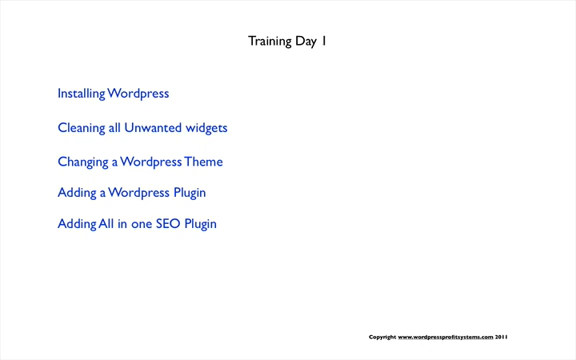 Training Day 1
Installing Wordpress
Cleaning all Unwanted widgets
Changing a Wordpress Theme
Adding a Wordpress Plugin
Adding All in one SEO Plugin
Copyright www.wordpressprofitsystems.com 2011